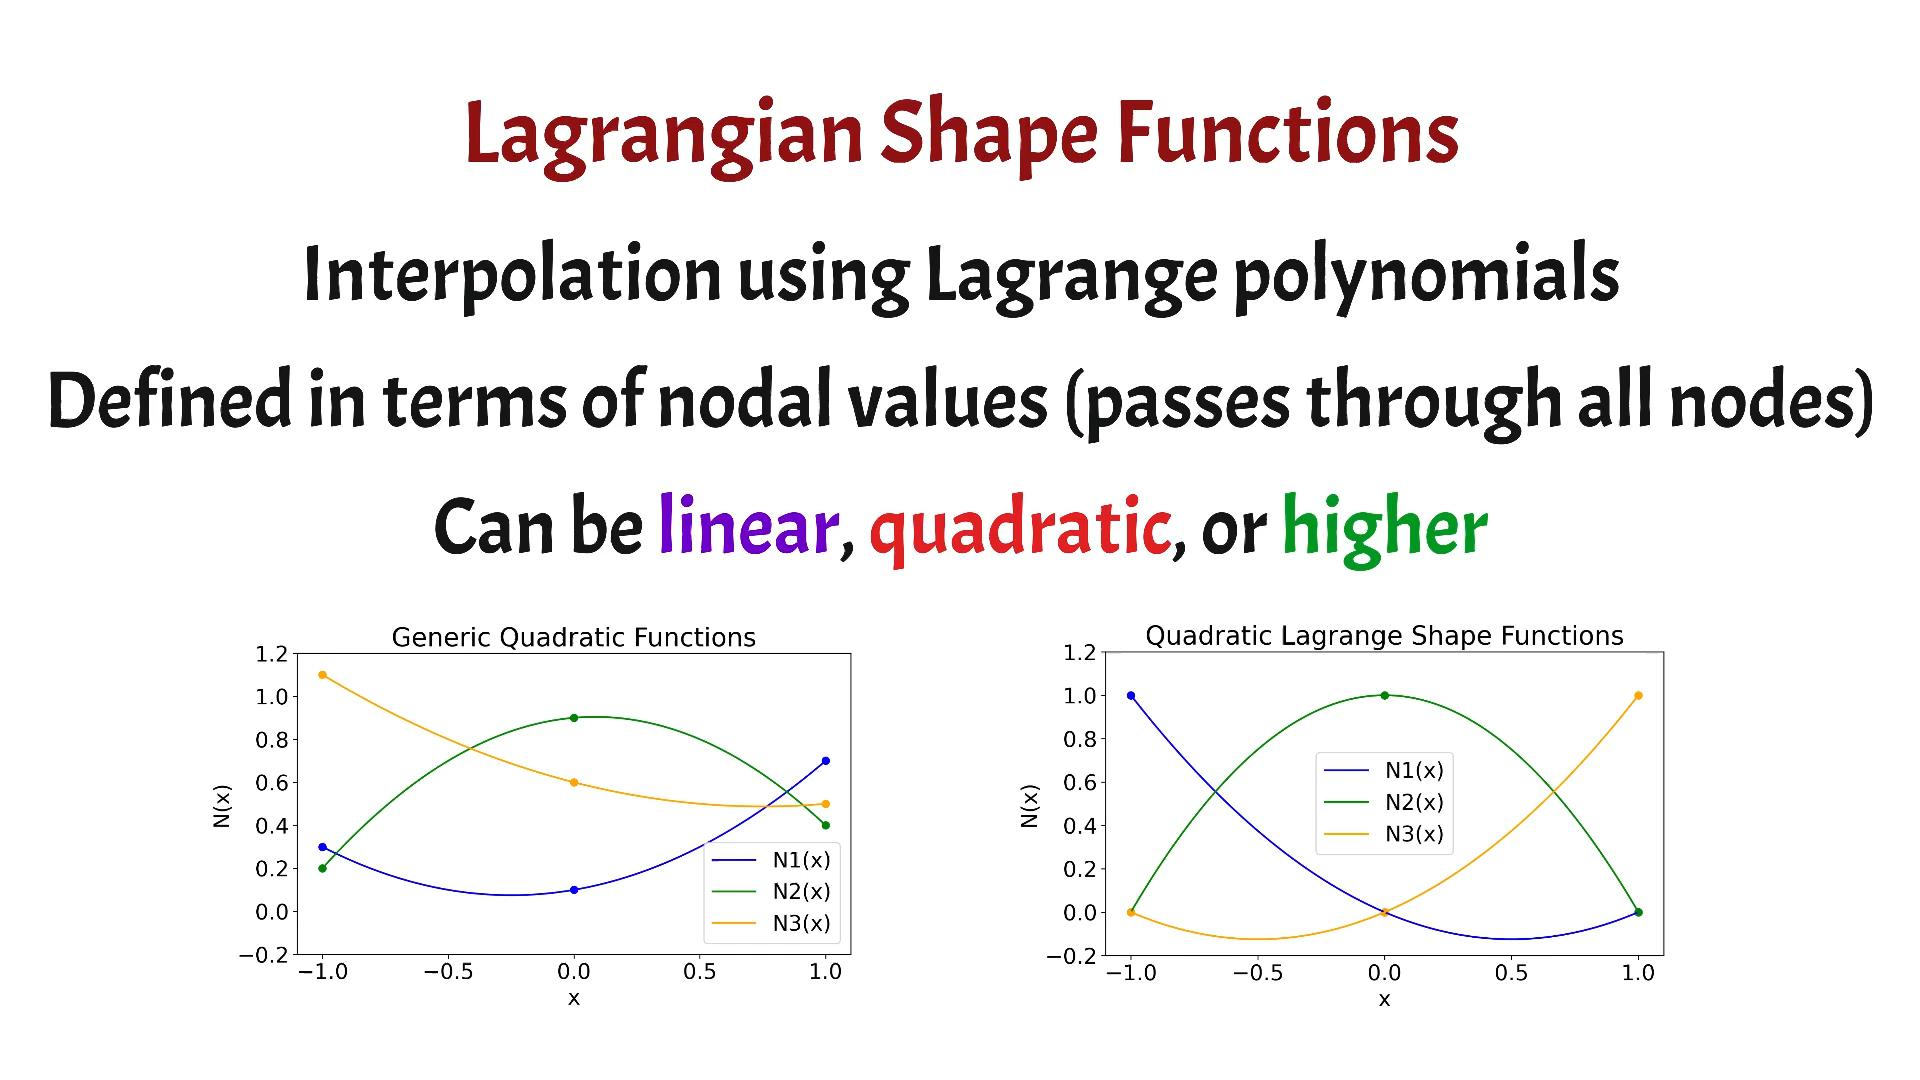 Lagrangian Shape Functions
Interpolation using Lagrange polynomials
Defined in terms of nodal values (passes through all nodes)
Can be linear, quadratic, or higher
Generic Quadratic Functions
1.2
1.0
0.8
0.6
0.4
0.2
0.0
−0.2
N(x)
N1(x)
N2(x)
N3(x)
−1.0 −0.5 0.0 0.5 1.0
x
Quadratic Lagrange Shape Functions
1.2
1.0
0.8
0.6
0.4
0.2
0.0
−0.2
N(x)
N1(x)
N2(x)
N3(x)
−1.0 −0.5 0.0 0.5 1.0
x